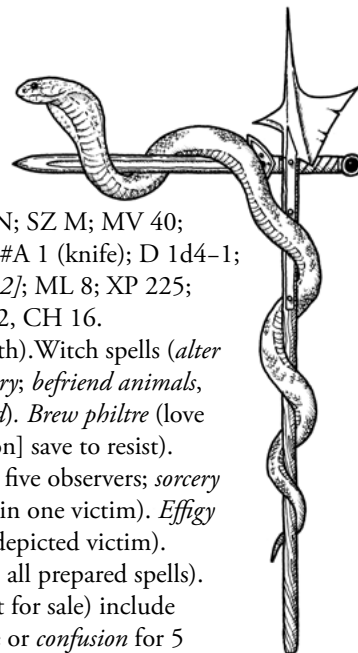 N; SZ M; MV 40;
#A 1 (knife); D 1d4–1;
2]; ML 8; XP 225;
2, CH 16.
th).Witch spells (alter
ry; befriend animals,
d). Brew philtre (love
on] save to resist).
five observers; sorcery
in one victim). Effigy
depicted victim).
all prepared spells).
t for sale) include
or confusion for 5